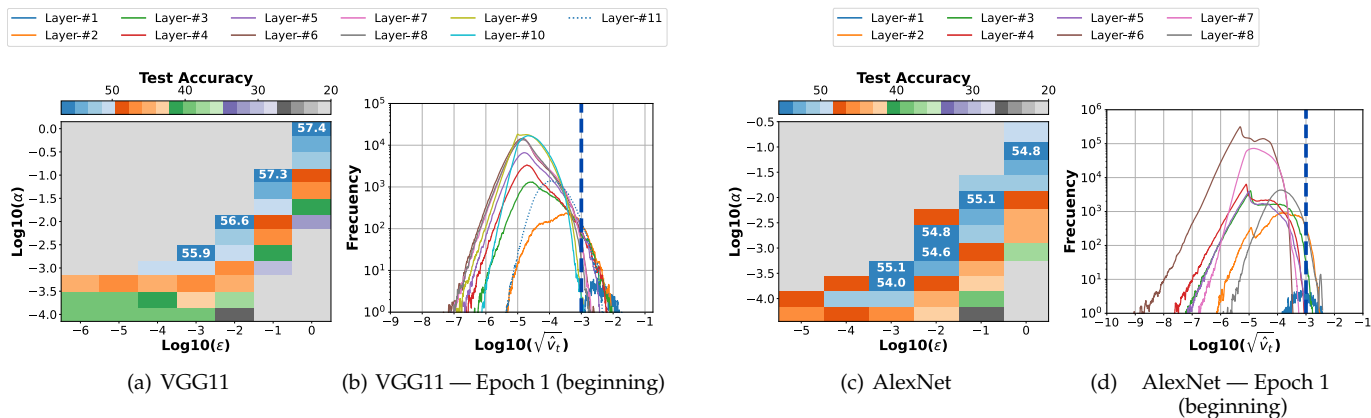 Layer-#1 Layer-#3 Layer-#5 Layer-#7 Layer-#9 Layer-#11
Layer-#2 Layer-#4 Layer-#6 Layer-#8 Layer-#10
Test Accuracy
50 40 30 20
0.0
−0.5
−1.0
−1.5
−2.0
−2.5
−3.0
−3.5
−4.0
Log10(α)
57.4
57.3
56.6
55.9
−6 −5 −4 −3 −2 −1 0
Log10(ε)
(a) VGG11
10^5
10^4
10^3
10^2
10^1
10^0
Frecuency
−9 −8 −7 −6 −5 −4 −3 −2 −1
Log10(√v̂_t)
(b) VGG11 — Epoch 1 (beginning)
Layer-#1 Layer-#3 Layer-#5 Layer-#7
Layer-#2 Layer-#4 Layer-#6 Layer-#8
Test Accuracy
50 40 30 20
−0.5
−1.0
−1.5
−2.0
−2.5
−3.0
−3.5
−4.0
Log10(α)
54.8
55.1
54.8
54.6
55.1
54.0
−5 −4 −3 −2 −1 0
Log10(ε)
(c) AlexNet
10^6
10^5
10^4
10^3
10^2
10^1
10^0
Frecuency
−10 −9 −8 −7 −6 −5 −4 −3 −2 −1
Log10(√v̂_t)
(d) AlexNet — Epoch 1
(beginning)